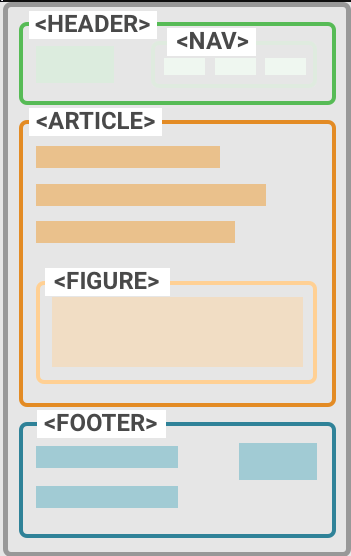 <HEADER>
<NAV>
<ARTICLE>
<FIGURE>
<FOOTER>